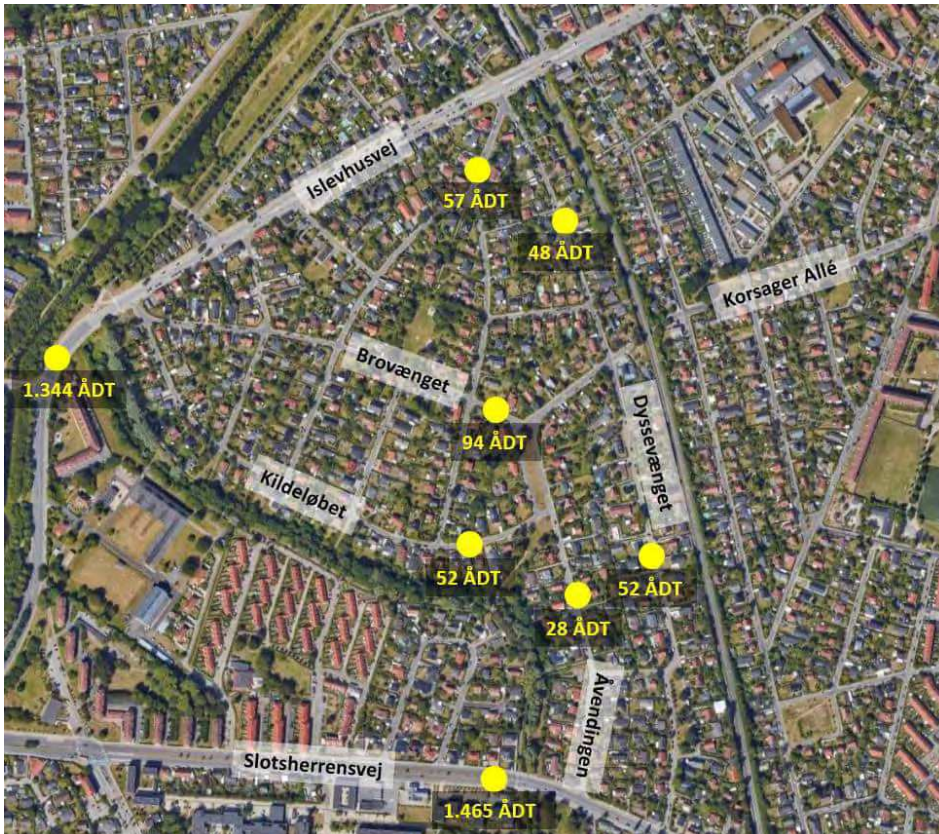 Islevhusvej
57 ÅDT
48 ÅDT
Korsager Allé
1.344 ÅDT
Brovænget
94 ÅDT
Dyssevænget
Kildeløbet
52 ÅDT
52 ÅDT
28 ÅDT
Åvendingen
Slotsherrensvej
1.465 ÅDT